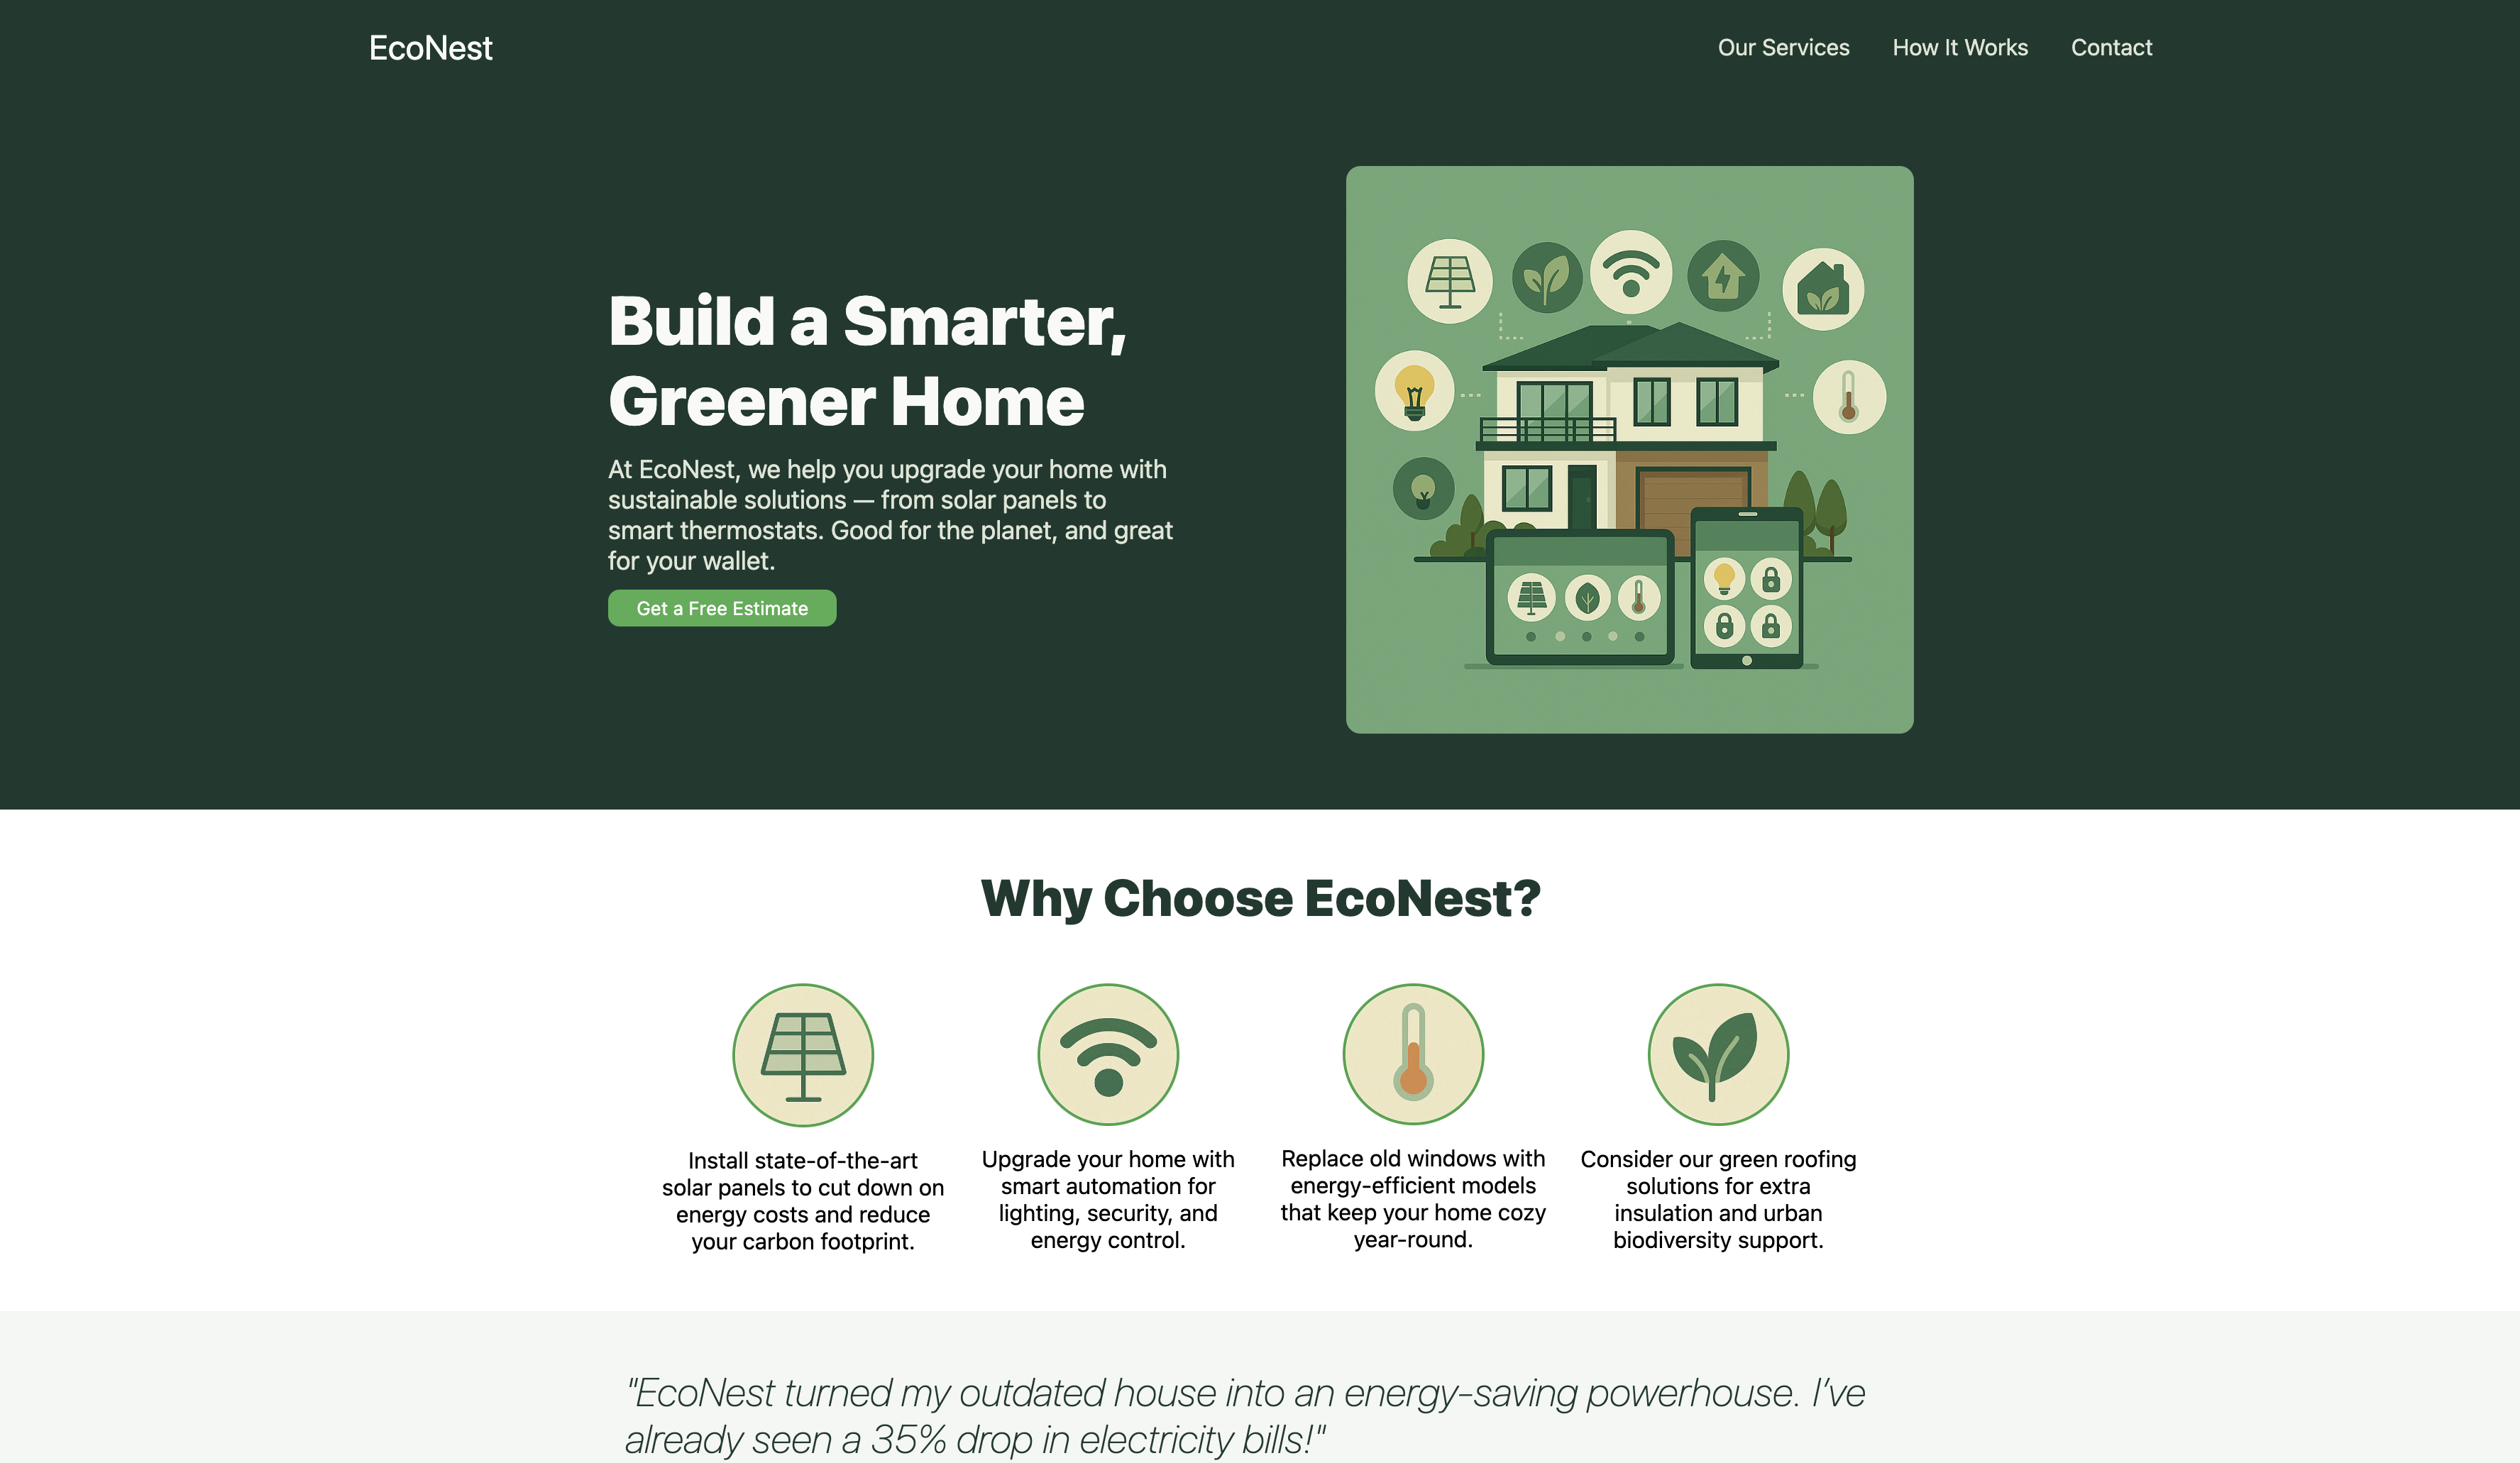 EcoNest
Our Services
How It Works
Contact
Build a Smarter,
Greener Home
At EcoNest, we help you upgrade your home with
sustainable solutions — from solar panels to
smart thermostats. Good for the planet, and great
for your wallet.
Get a Free Estimate
Why Choose EcoNest?
Install state-of-the-art
solar panels to cut down on
energy costs and reduce
your carbon footprint.
Upgrade your home with
smart automation for
lighting, security, and
energy control.
Replace old windows with
energy-efficient models
that keep your home cozy
year-round.
Consider our green roofing
solutions for extra
insulation and urban
biodiversity support.
"EcoNest turned my outdated house into an energy-saving powerhouse. I’ve
already seen a 35% drop in electricity bills!"